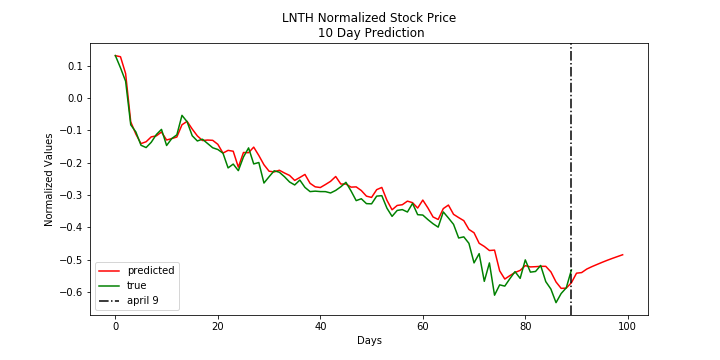 LNTH Normalized Stock Price
10 Day Prediction
Normalized Values
0.1
0.0
−0.1
−0.2
−0.3
−0.4
−0.5
−0.6
predicted
true
april 9
0
20
40
60
80
100
Days